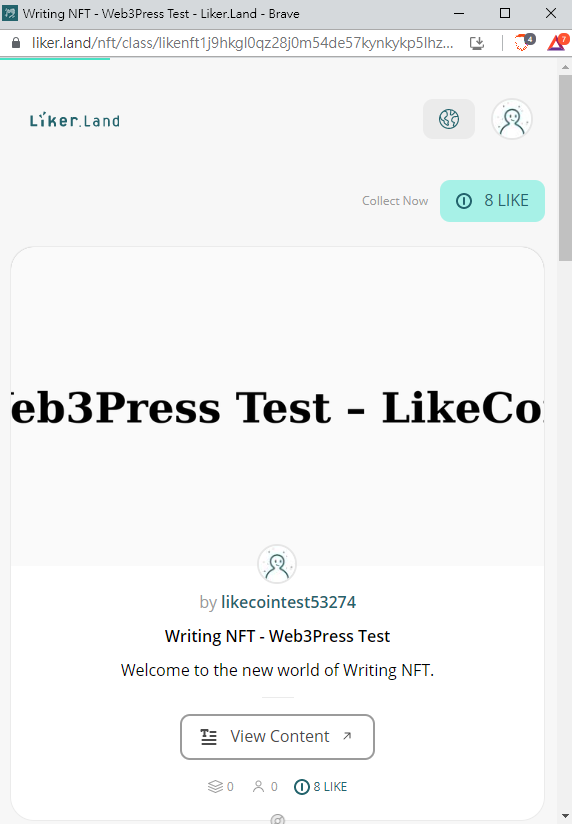 Writing NFT - Web3Press Test - Liker.Land - Brave
liker.land/nft/class/likenft1j9hkgl0qz28j0m54de57kynkykp5lhz...
4
7
Liker.Land
Collect Now
8 LIKE
eb3Press Test – LikeCo
by likecointest53274
Writing NFT - Web3Press Test
Welcome to the new world of Writing NFT.
View Content
0
0
8 LIKE